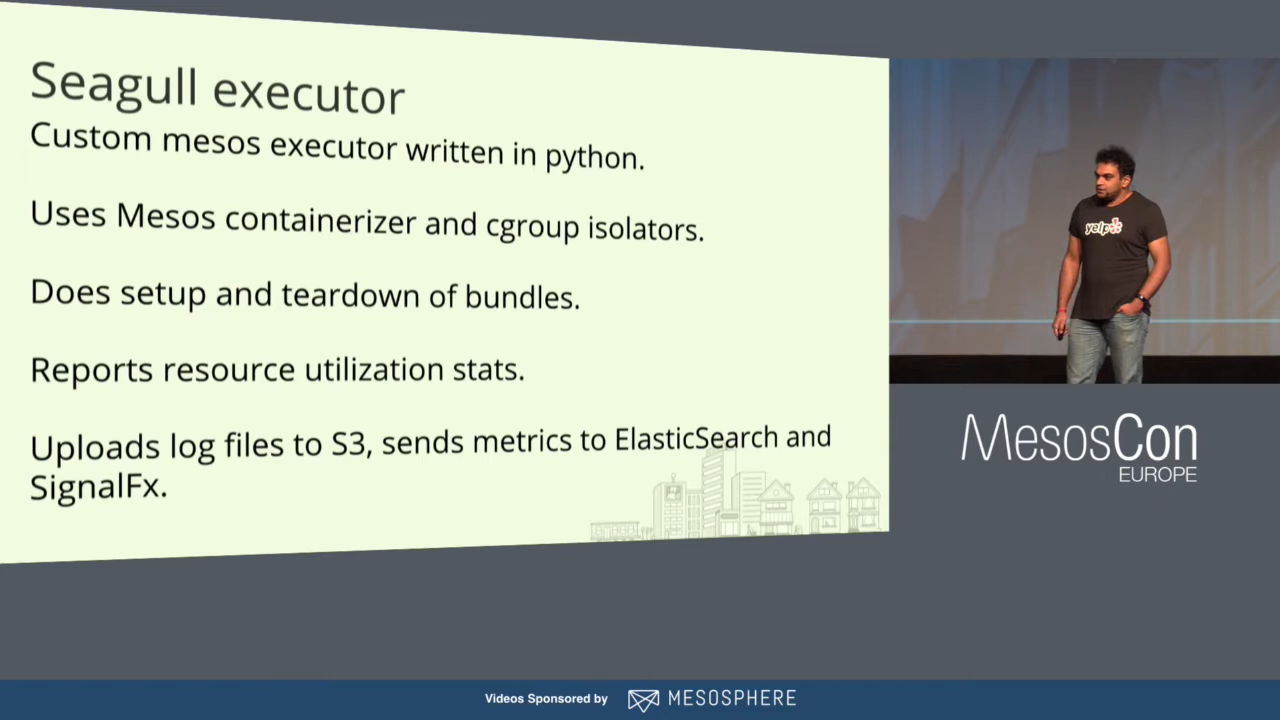 Seagull executor
Custom mesos executor written in python.
Uses Mesos containerizer and cgroup isolators.
Does setup and teardown of bundles.
Reports resource utilization stats.
Uploads log files to S3, sends metrics to ElasticSearch and
SignalFx.
yelp
MesosCon
EUROPE
Videos Sponsored by MESOSPHERE